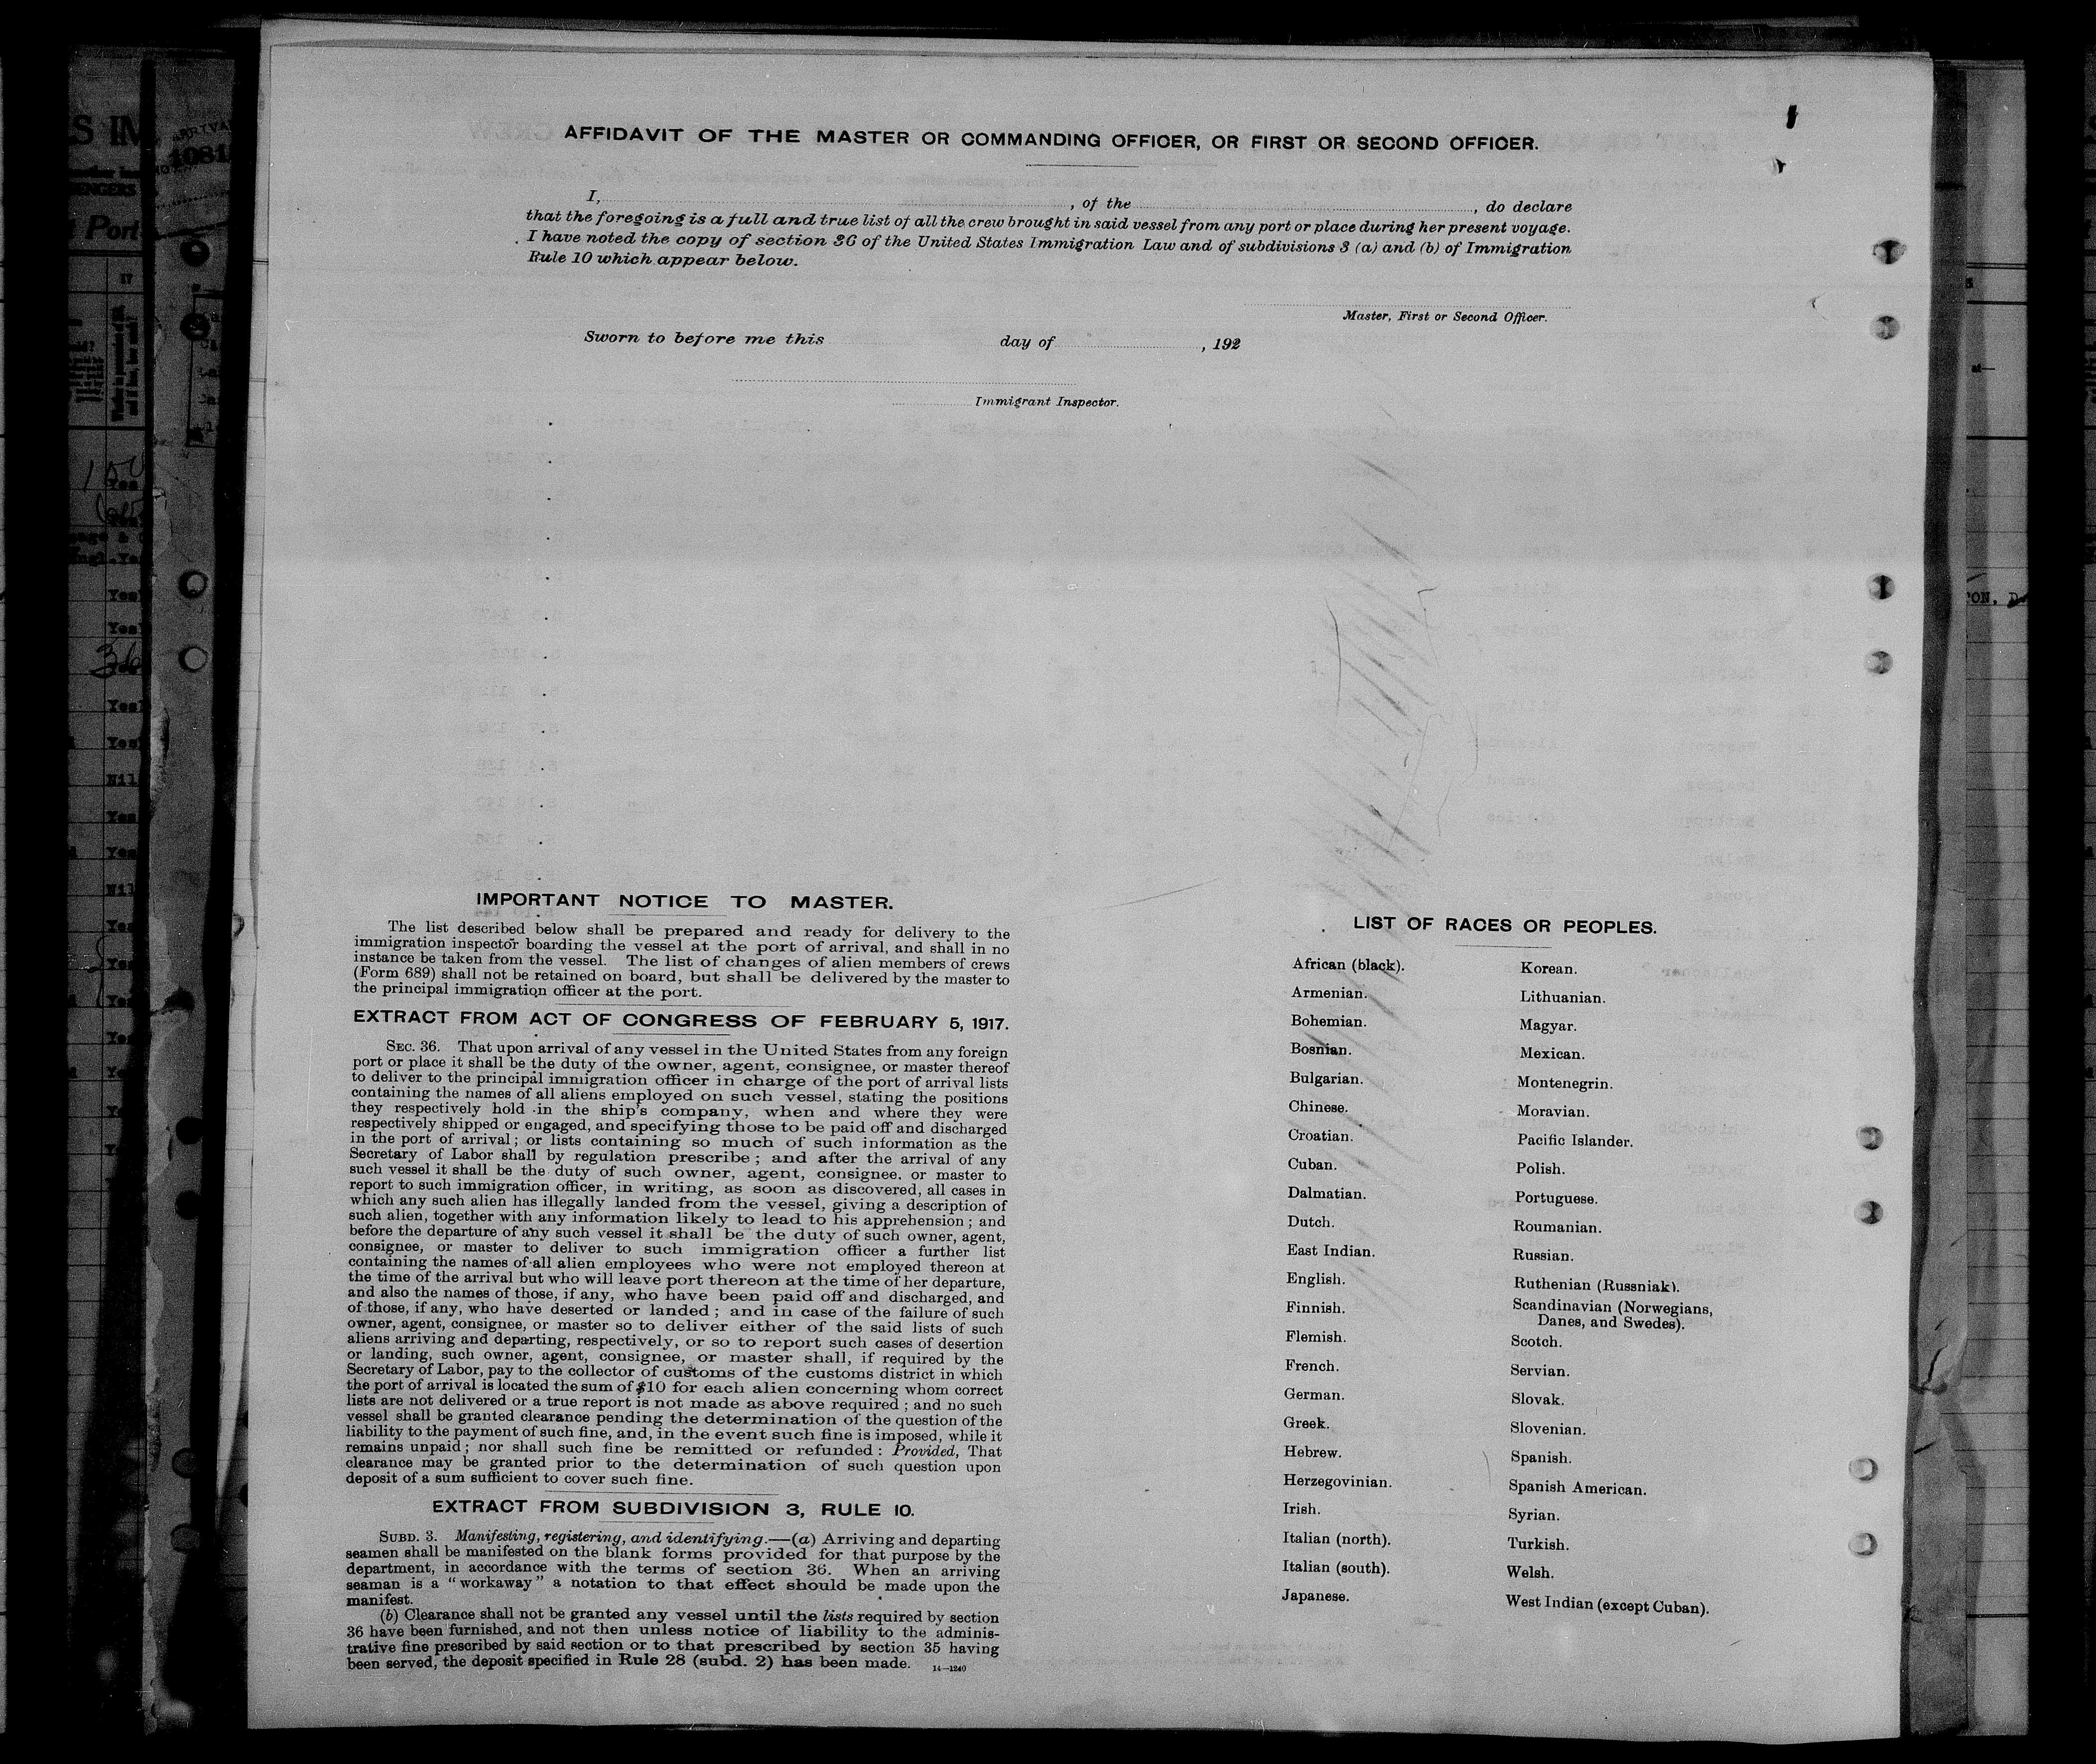 AFFIDAVIT OF THE MASTER OR COMMANDING OFFICER, OR FIRST OR SECOND OFFICER.
I, , of the , do declare
that the foregoing is a full and true list of all the crew brought in said vessel from any port or place during her present voyage.
I have noted the copy of section 36 of the United States Immigration Law and of subdivisions 3 (a) and (b) of Immigration
Rule 10 which appear below.
Master, First or Second Officer.
Sworn to before me this day of , 192
Immigrant Inspector.
IMPORTANT NOTICE TO MASTER.
The list described below shall be prepared and ready for delivery to the
immigration inspector boarding the vessel at the port of arrival, and shall in no
instance be taken from the vessel. The list of changes of alien members of crews
(Form 689) shall not be retained on board, but shall be delivered by the master to
the principal immigration officer at the port.
EXTRACT FROM ACT OF CONGRESS OF FEBRUARY 5, 1917.
SEC. 36. That upon arrival of any vessel in the United States from any foreign
port or place it shall be the duty of the owner, agent, consignee, or master thereof
to deliver to the principal immigration officer in charge of the port of arrival lists
containing the names of all aliens employed on such vessel, stating the positions
they respectively hold in the ship's company, when and where they were
respectively shipped or engaged, and specifying those to be paid off and discharged
in the port of arrival; or lists containing so much of such information as the
Secretary of Labor shall by regulation prescribe; and after the arrival of any
such vessel it shall be the duty of such owner, agent, consignee, or master to
report to such immigration officer, in writing, as soon as discovered, all cases in
which any such alien has illegally landed from the vessel, giving a description of
such alien, together with any information likely to lead to his apprehension; and
before the departure of any such vessel it shall be the duty of such owner, agent,
consignee, or master to deliver to such immigration officer a further list
containing the names of all alien employees who were not employed thereon at
the time of the arrival but who will leave port thereon at the time of her departure,
and also the names of those, if any, who have been paid off and discharged, and
of those, if any, who have deserted or landed; and in case of the failure of such
owner, agent, consignee, or master so to deliver either of the said lists of such
aliens arriving and departing, respectively, or so to report such cases of desertion
or landing, such owner, agent, consignee, or master shall, if required by the
Secretary of Labor, pay to the collector of customs of the customs district in which
the port of arrival is located the sum of $10 for each alien concerning whom correct
lists are not delivered or a true report is not made as above required; and no such
vessel shall be granted clearance pending the determination of the question of the
liability to the payment of such fine, and, in the event such fine is imposed, while it
remains unpaid; nor shall such fine be remitted or refunded: Provided, That
clearance may be granted prior to the determination of such question upon
deposit of a sum sufficient to cover such fine.
EXTRACT FROM SUBDIVISION 3, RULE 10.
SUBD. 3. Manifesting, registering, and identifying.—(a) Arriving and departing
seamen shall be manifested on the blank forms provided for that purpose by the
department, in accordance with the terms of section 36. When an arriving
seaman is a "workaway" a notation to that effect should be made upon the
manifest.
(b) Clearance shall not be granted any vessel until the lists required by section
36 have been furnished, and not then unless notice of liability to the adminis-
trative fine prescribed by said section or to that prescribed by section 35 having
been served, the deposit specified in Rule 28 (subd. 2) has been made. 14—1240
LIST OF RACES OR PEOPLES.
African (black).
Armenian.
Bohemian.
Bosnian.
Bulgarian.
Chinese.
Croatian.
Cuban.
Dalmatian.
Dutch.
East Indian.
English.
Finnish.
Flemish.
French.
German.
Greek.
Hebrew.
Herzegovinian.
Irish.
Italian (north).
Italian (south).
Japanese.
Korean.
Lithuanian.
Magyar.
Mexican.
Montenegrin.
Moravian.
Pacific Islander.
Polish.
Portuguese.
Roumanian.
Russian.
Ruthenian (Russniak).
Scandinavian (Norwegians,
Danes, and Swedes).
Scotch.
Servian.
Slovak.
Slovenian.
Spanish.
Spanish American.
Syrian.
Turkish.
Welsh.
West Indian (except Cuban).